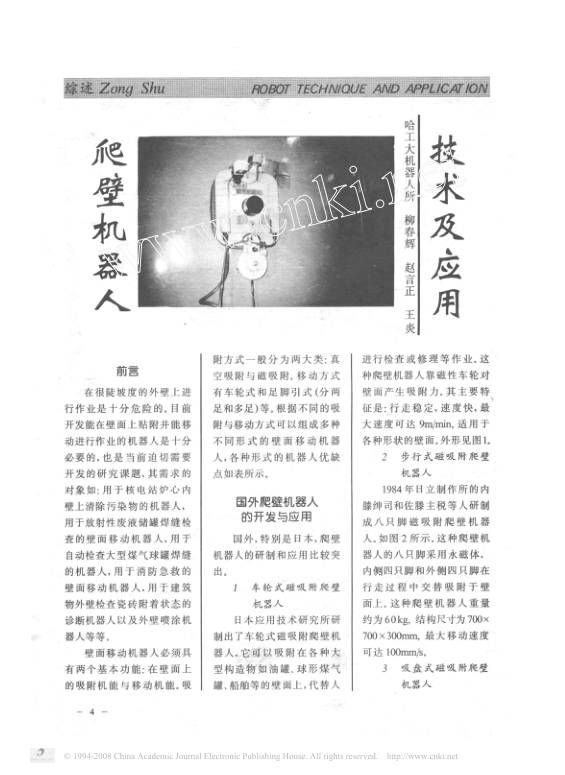 综述 Zong Shu
ROBOT TECHNIQUE AND APPLICATION
爬壁机器人
www.cnki.net
哈工大机器人所 柳春辉 赵言正 王炎
技术及应用
前言
在很陡坡度的外壁上进
行作业是十分危险的。目前
开发能在壁面上贴附并能移
动进行作业的机器人是十分
必要的,也是当前迫切需要
开发的研究课题,其需求的
对象如:用于核电站炉心内
壁上清除污染物的机器人,
用于放射性废液储罐焊缝检
查的壁面移动机器人,用于
自动检查大型煤气球罐焊缝
的机器人,用于消防急救的
壁面移动机器人,用于建筑
物外壁检查瓷砖附着状态的
诊断机器人以及外壁喷涂机
器人等等。
壁面移动机器人必须具
有两个基本功能:在壁面上
的吸附机能与移动机能。吸
附方式一般分为两大类:真
空吸附与磁吸附。移动方式
有车轮式和足脚引式(分两
足和多足)等。根据不同的吸
附与移动方式可以组成多种
不同形式的壁面移动机器
人,各种形式的机器人优缺
点如表所示。
国外爬壁机器人
的开发与应用
国外,特别是日本,爬壁
机器人的研制和应用比较突
出。
1 车轮式磁吸附爬壁
机器人
日本应用技术研究所研
制出了车轮式磁吸附爬壁机
器人。它可以吸附在各种大
型构造物如油罐、球形煤气
罐、船舶等的壁面上,代替人
进行检查或修理等作业。这
种爬壁机器人靠磁性车轮对
壁面产生吸附力,其主要特
征是:行走稳定,速度快,最
大速度可达 9m/min,适用于
各种形状的壁面。外形见图1。
2 步行式磁吸附爬壁
机器人
1984年日立制作所的内
藤绅司和佐藤主税等人研制
成八只脚磁吸附爬壁机器
人。如图2所示。这种爬壁机
器人的八只脚采用永磁体,
内侧四只脚和外侧四只脚在
行走过程中交替吸附于壁
面上。这种爬壁机器人重量
约为60kg,结构尺寸为700×
700×300mm,最大移动速度
可达100mm/s。
3 吸盘式磁吸附爬壁
机器人
- 4 -
© 1994-2008 China Academic Journal Electronic Publishing House. All rights reserved. http://www.cnki.net